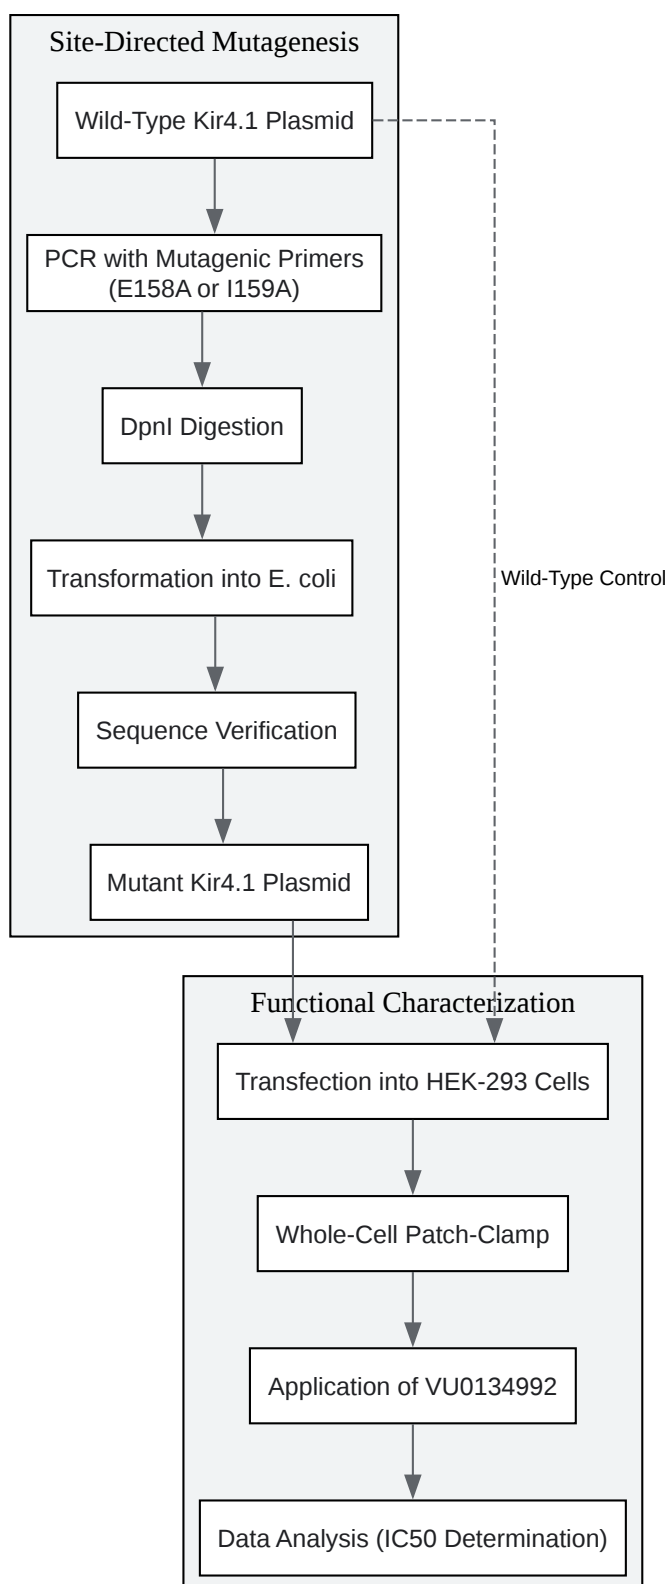 Site-Directed Mutagenesis
Wild-Type Kir4.1 Plasmid
PCR with Mutagenic Primers
(E158A or I159A)
DpnI Digestion
Transformation into E. coli
Wild-Type Control
Sequence Verification
Mutant Kir4.1 Plasmid
Functional Characterization
Transfection into HEK-293 Cells
Whole-Cell Patch-Clamp
Application of VU0134992
Data Analysis (IC50 Determination)